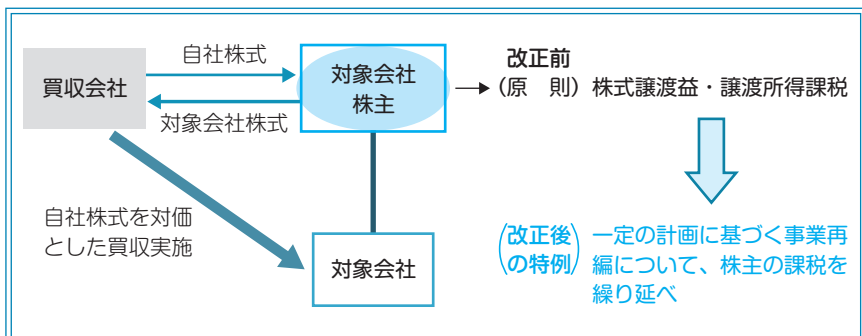 買収会社
自社株式
対象会社株式
対象会社
株主
自社株式を対価
とした買収実施
対象会社
改正前
(原　則) 株式譲渡益・譲渡所得課税
(改正後
の特例)
一定の計画に基づく事業再
編について、株主の課税を
繰り延べ